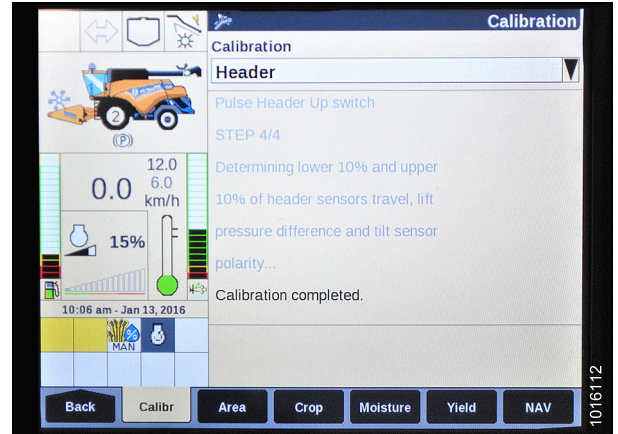 Calibration
Calibration
Header
Pulse Header Up switch
STEP 4/4
Determining lower 10% and upper
10% of header sensors travel, lift
pressure difference and tilt sensor
polarity...
Calibration completed.
2
(P)
12.0
0.0
6.0
km/h
15%
10:06 am - Jan 13, 2016
MAN
%
Back
Calibr
Area
Crop
Moisture
Yield
NAV
1016112